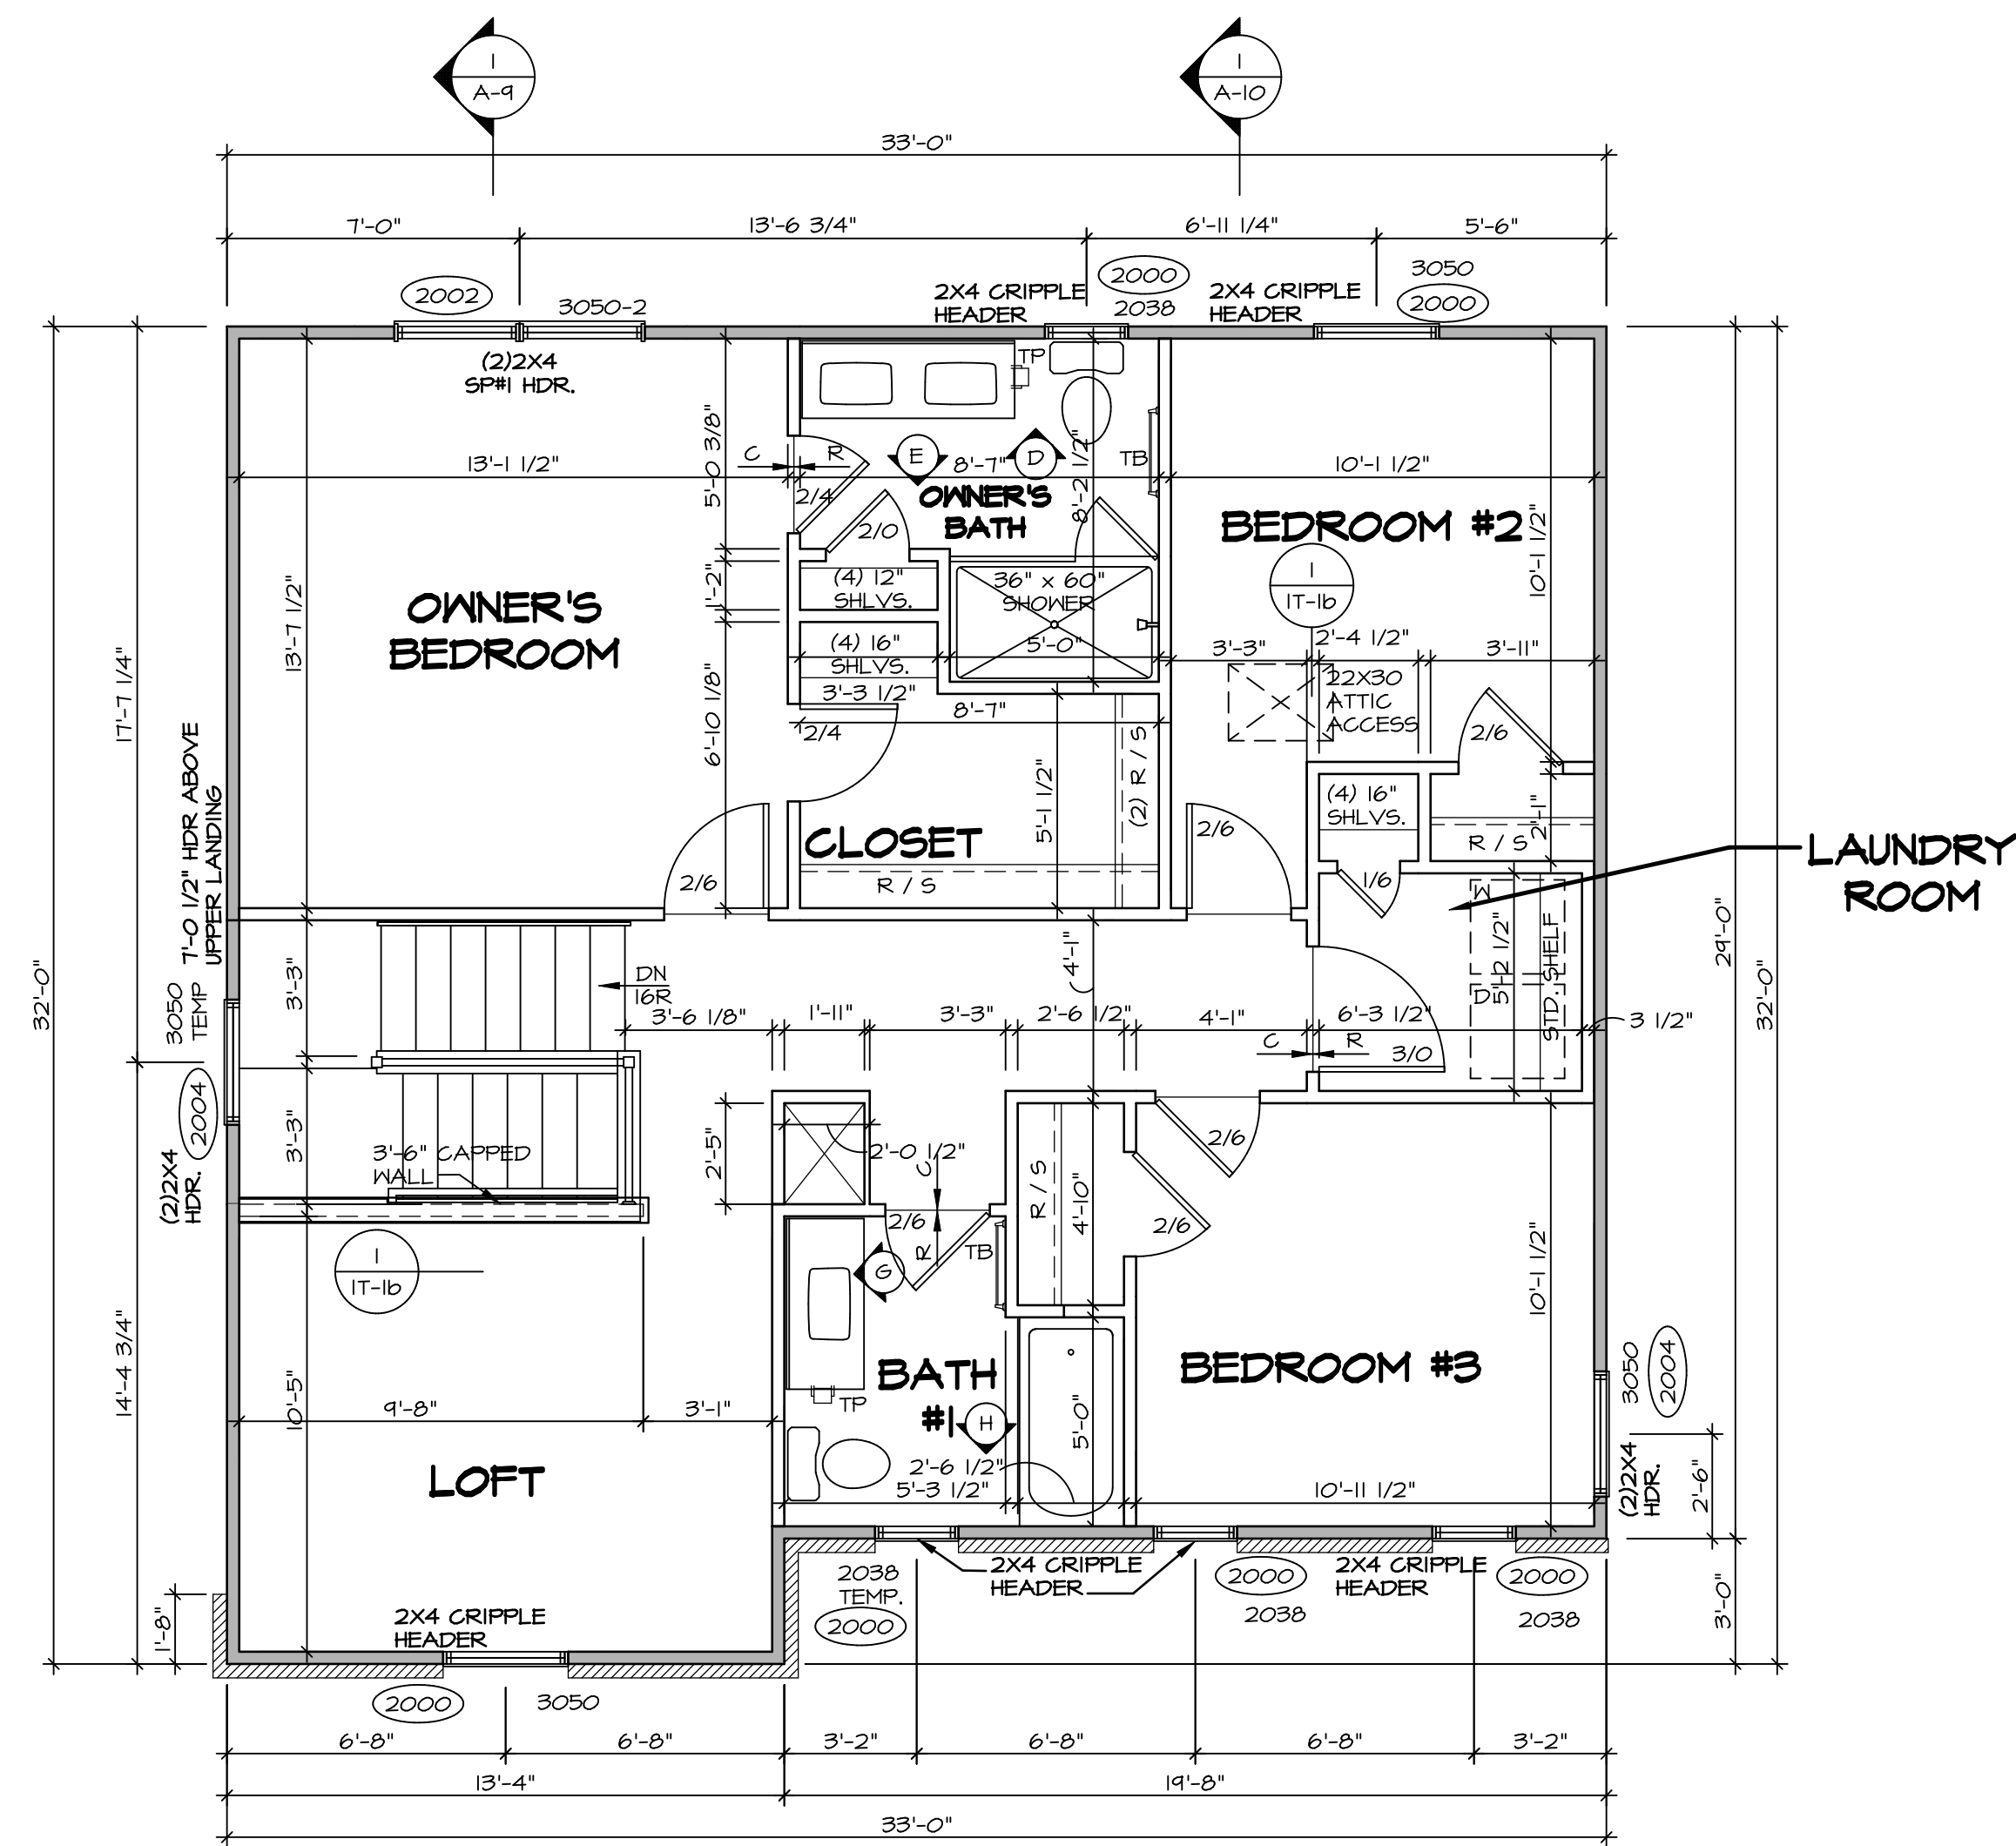 1
A-9
1
A-10
33'-0"
7'-0"
13'-6 3/4"
6'-11 1/4"
5'-6"
2002
3050-2
2X4 CRIPPLE
HEADER
2000
2038
2X4 CRIPPLE
HEADER
3050
2000
(2)2X4
SP#1 HDR.
TP
13'-1 1/2"
5'-0 3/8"
C
R
E
8'-7"
D
8'-2 1/2"
TB
10'-1 1/2"
2/4
OWNER'S
BATH
2/0
BEDROOM #2
10'-1 1/2"
1
1T-1b
13'-7 1/2"
OWNER'S
BEDROOM
1'-2"
(4) 12"
SHLVS.
36" x 60"
SHOWER
5'-0"
(4) 16"
SHLVS.
3'-3 1/2"
3'-3"
2'-4 1/2"
3'-11"
22X30
ATTIC
ACCESS
17'-7 1/4"
6'-10 1/8"
8'-7"
2/4
2/6
(2) R / S
5'-1 1/2"
7'-0 1/2" HDR ABOVE
UPPER LANDING
CLOSET
R / S
2/6
2/6
(4) 16"
SHLVS.
2'-1"
R / S
LAUNDRY
ROOM
1/6
W
D
5'-2 1/2"
STD. SHELF
32'-0"
29'-0"
32'-0"
3050
TEMP
3'-3"
DN
16R
4'-1"
3'-6 1/8"
1'-11"
3'-3"
2'-6 1/2"
4'-1"
6'-3 1/2"
3 1/2"
C
R
3/0
2004
(2)2X4
HDR.
3'-3"
3'-6" CAPPED
WALL
2'-5"
2'-0 1/2"
C
R
2/6
TB
R / S
4'-10"
2/6
2/6
1
1T-1b
G
10'-1 1/2"
14'-4 3/4"
10'-5"
9'-8"
3'-1"
BATH
#1
H
TP
5'-0"
BEDROOM #3
3050
2004
(2)2X4
HDR.
2'-6"
LOFT
2'-6 1/2"
5'-3 1/2"
10'-11 1/2"
2038
TEMP.
2000
2X4 CRIPPLE
HEADER
2000
2038
2X4 CRIPPLE
HEADER
2000
2038
3'-0"
1'-8"
2X4 CRIPPLE
HEADER
2000
3050
6'-8"
6'-8"
3'-2"
6'-8"
6'-8"
3'-2"
13'-4"
19'-8"
33'-0"